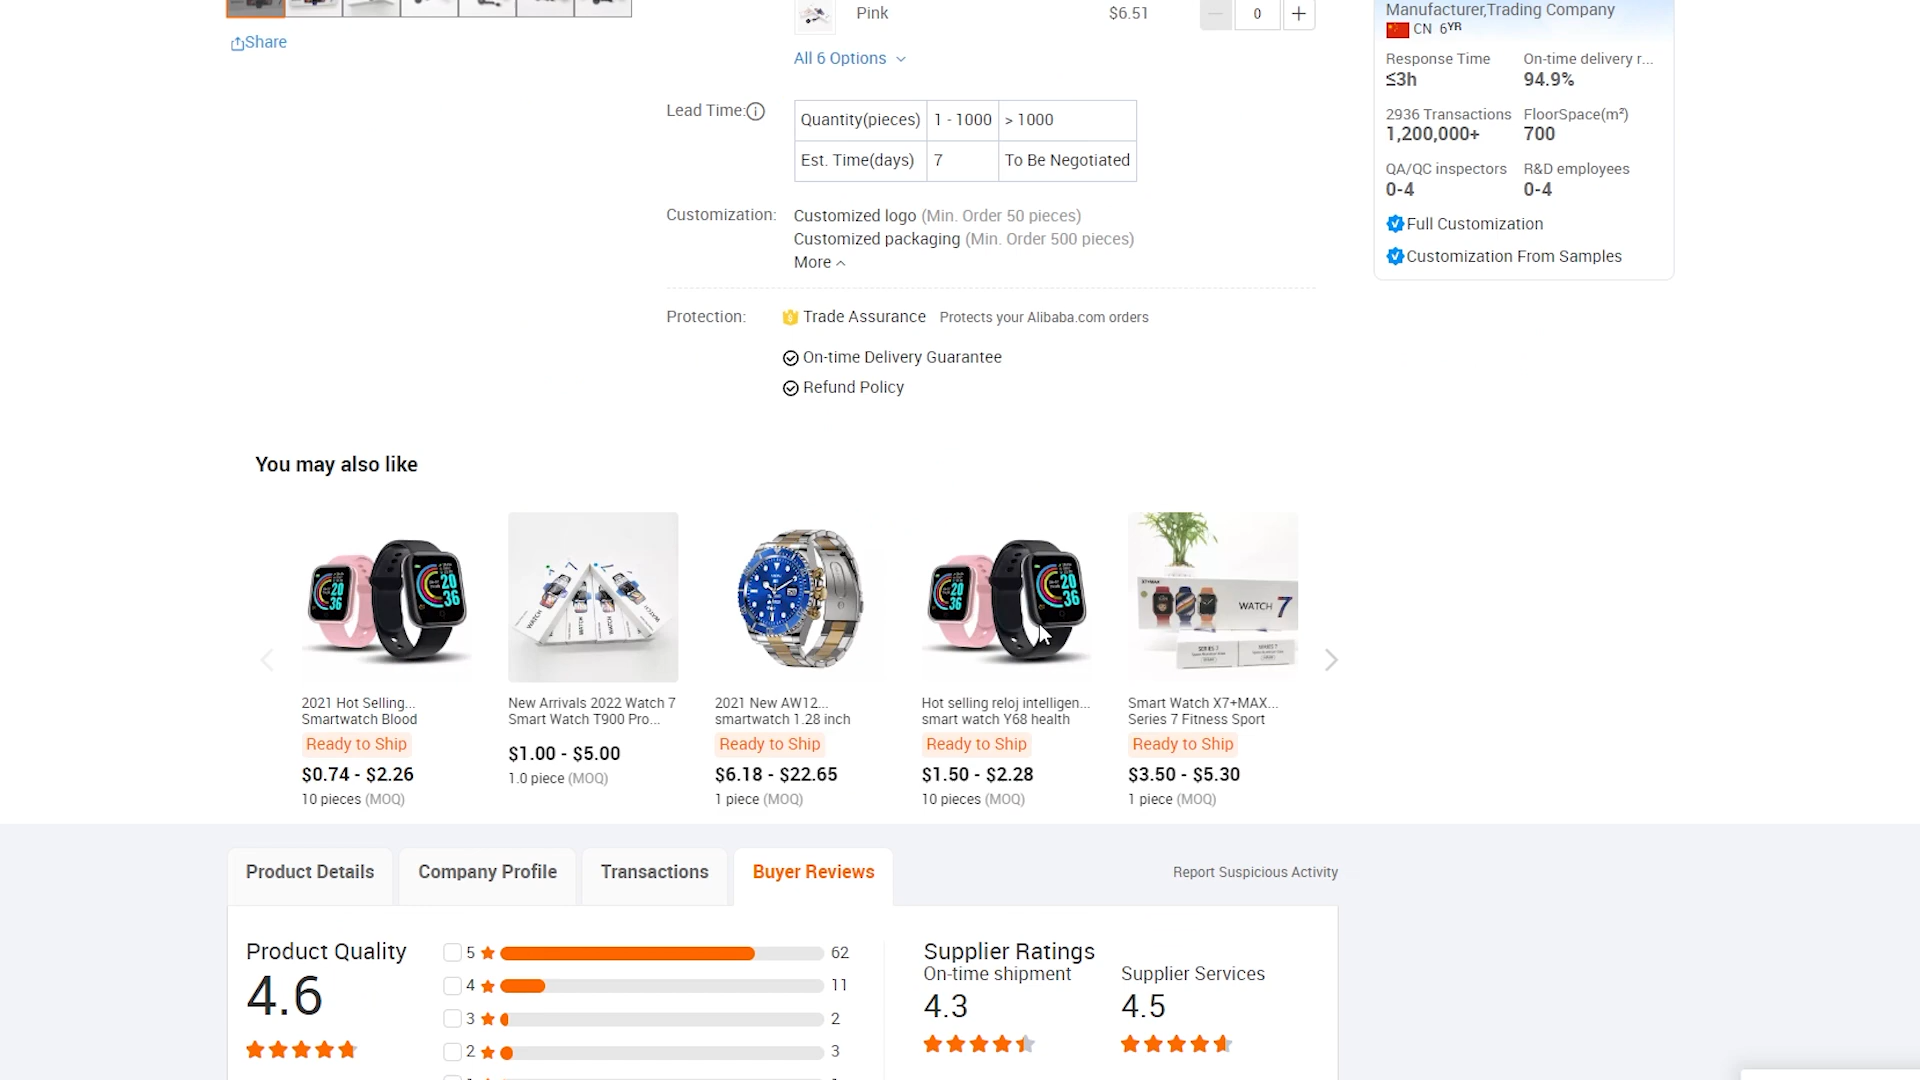 Pink $6.51 0
All 6 Options
Share
Manufacturer,Trading Company
CN 6YR
Response Time On-time delivery r...
≤3h 94.9%
2936 Transactions FloorSpace(m²)
1,200,000+ 700
QA/QC inspectors R&D employees
0-4 0-4
Full Customization
Customization From Samples
Lead Time:
Quantity(pieces) 1 - 1000 > 1000
Est. Time(days) 7 To Be Negotiated
Customization: Customized logo (Min. Order 50 pieces)
Customized packaging (Min. Order 500 pieces)
More
Protection: Trade Assurance Protects your Alibaba.com orders
On-time Delivery Guarantee
Refund Policy
You may also like
WATCH 7
2021 Hot Selling...
Smartwatch Blood
Ready to Ship
$0.74 - $2.26
10 pieces (MOQ)
New Arrivals 2022 Watch 7
Smart Watch T900 Pro...
$1.00 - $5.00
1.0 piece (MOQ)
2021 New AW12...
smartwatch 1.28 inch
Ready to Ship
$6.18 - $22.65
1 piece (MOQ)
Hot selling reloj intelligen...
smart watch Y68 health
Ready to Ship
$1.50 - $2.28
10 pieces (MOQ)
Smart Watch X7+MAX...
Series 7 Fitness Sport
Ready to Ship
$3.50 - $5.30
1 piece (MOQ)
Product Details Company Profile Transactions Buyer Reviews Report Suspicious Activity
Product Quality
4.6
5 62
4 11
3 2
2 3
Supplier Ratings
On-time shipment Supplier Services
4.3 4.5